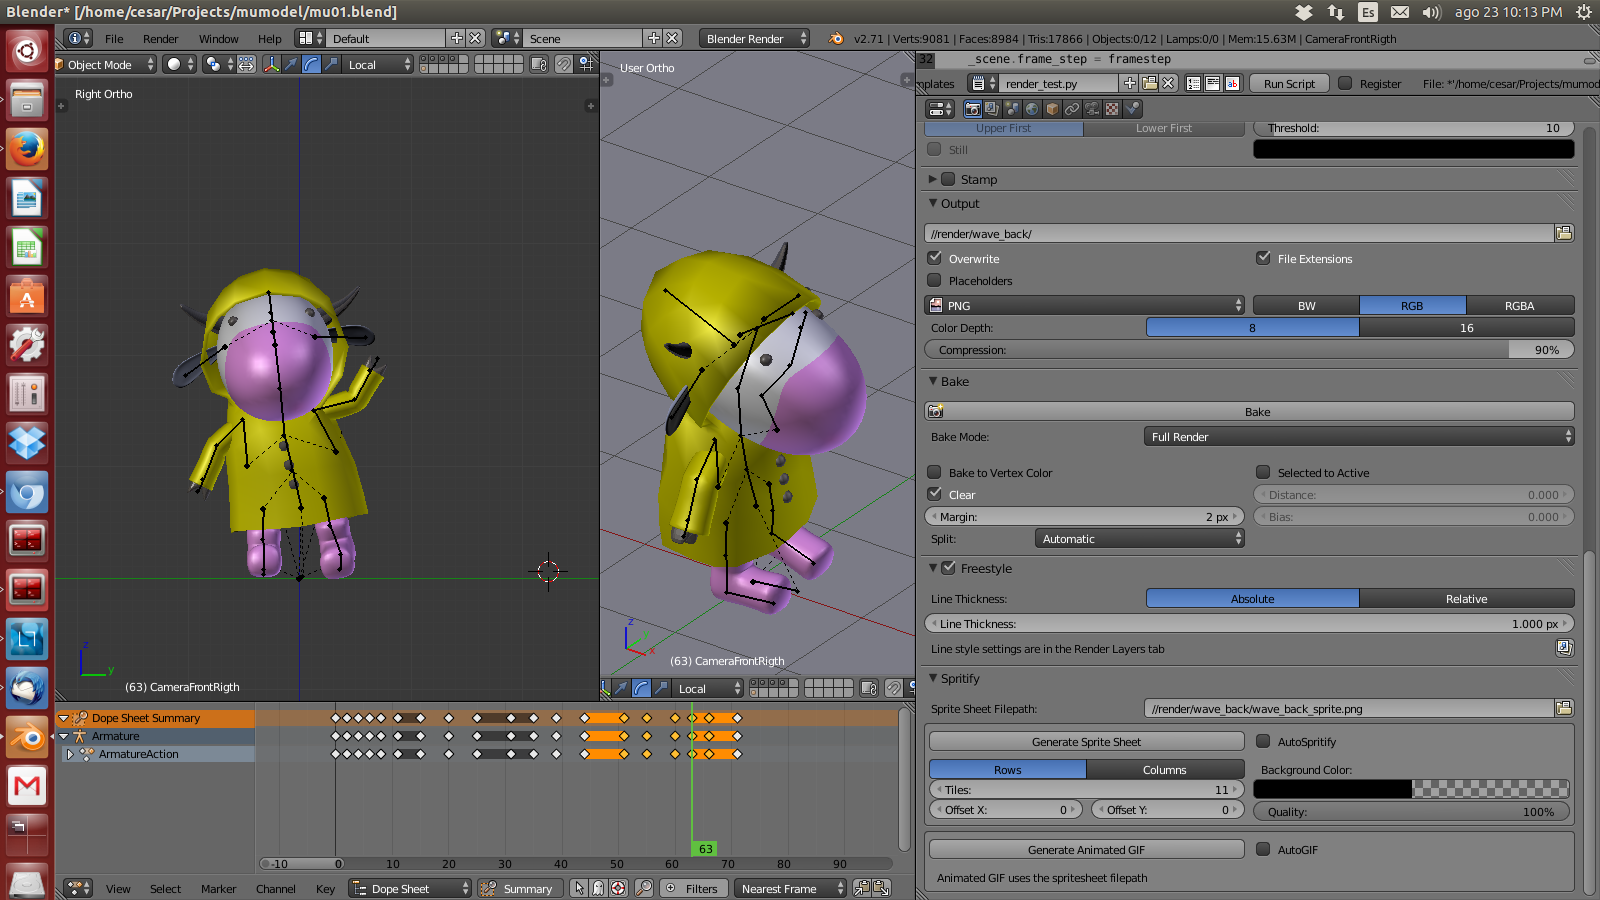 Blender* [/home/cesar/Projects/mumodel/mu01.blend]
Es
ago 23 10:13 PM
File Render Window Help
Default
Scene
Blender Render
v2.71 | Verts:9081 | Faces:8984 | Tris:17866 | Objects:0/12 | Lamps:0/0 | Mem:15.63M | CameraFrontRigth
Object Mode
Local
Right Ortho
User Ortho
32 _scene.frame_step = framestep
mplates
render_test.py
Run Script
Register
File: *'/home/cesar/Projects/mumod
Upper First
Lower First
Threshold: 10
Still
Stamp
Output
//render/wave_back/
Overwrite
File Extensions
Placeholders
PNG
BW
RGB
RGBA
Color Depth:
8
16
Compression: 90%
Bake
Bake
Bake Mode:
Full Render
Bake to Vertex Color
Selected to Active
Clear
Distance: 0.000
Margin: 2 px
Bias: 0.000
Split:
Automatic
Freestyle
Line Thickness:
Absolute
Relative
Line Thickness: 1.000 px
Line style settings are in the Render Layers tab
Spritify
Sprite Sheet Filepath:
//render/wave_back/wave_back_sprite.png
Generate Sprite Sheet
AutoSpritify
Rows
Columns
Background Color:
Tiles: 11
Offset X: 0
Offset Y: 0
Quality: 100%
Generate Animated GIF
AutoGIF
Animated GIF uses the spritesheet filepath
z
y
(63) CameraFrontRigth
z
y
x
(63) CameraFrontRigth
Local
Dope Sheet Summary
Armature
ArmatureAction
63
-10 0 10 20 30 40 50 60 70 80 90
View Select Marker Channel Key
Dope Sheet
Summary
Filters
Nearest Frame